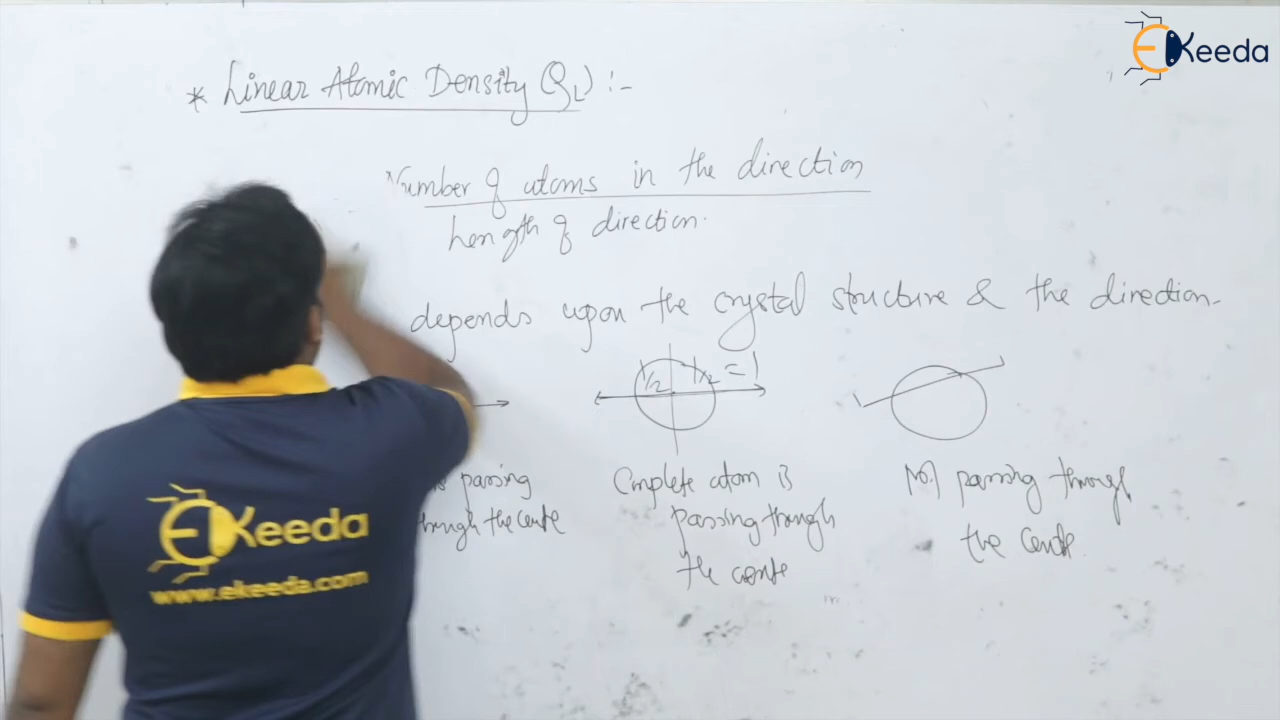 EKeeda
* Linear Atomic Density (ρL) :-
Number of atoms in the direction
Length of direction.
depends upon the crystal structure & the direction.
1/2 1/2 = 1
passing
through the centre
Complete atom is
passing through
the centre
Not passing through
the centre.
EKeeda
www.ekeeda.com